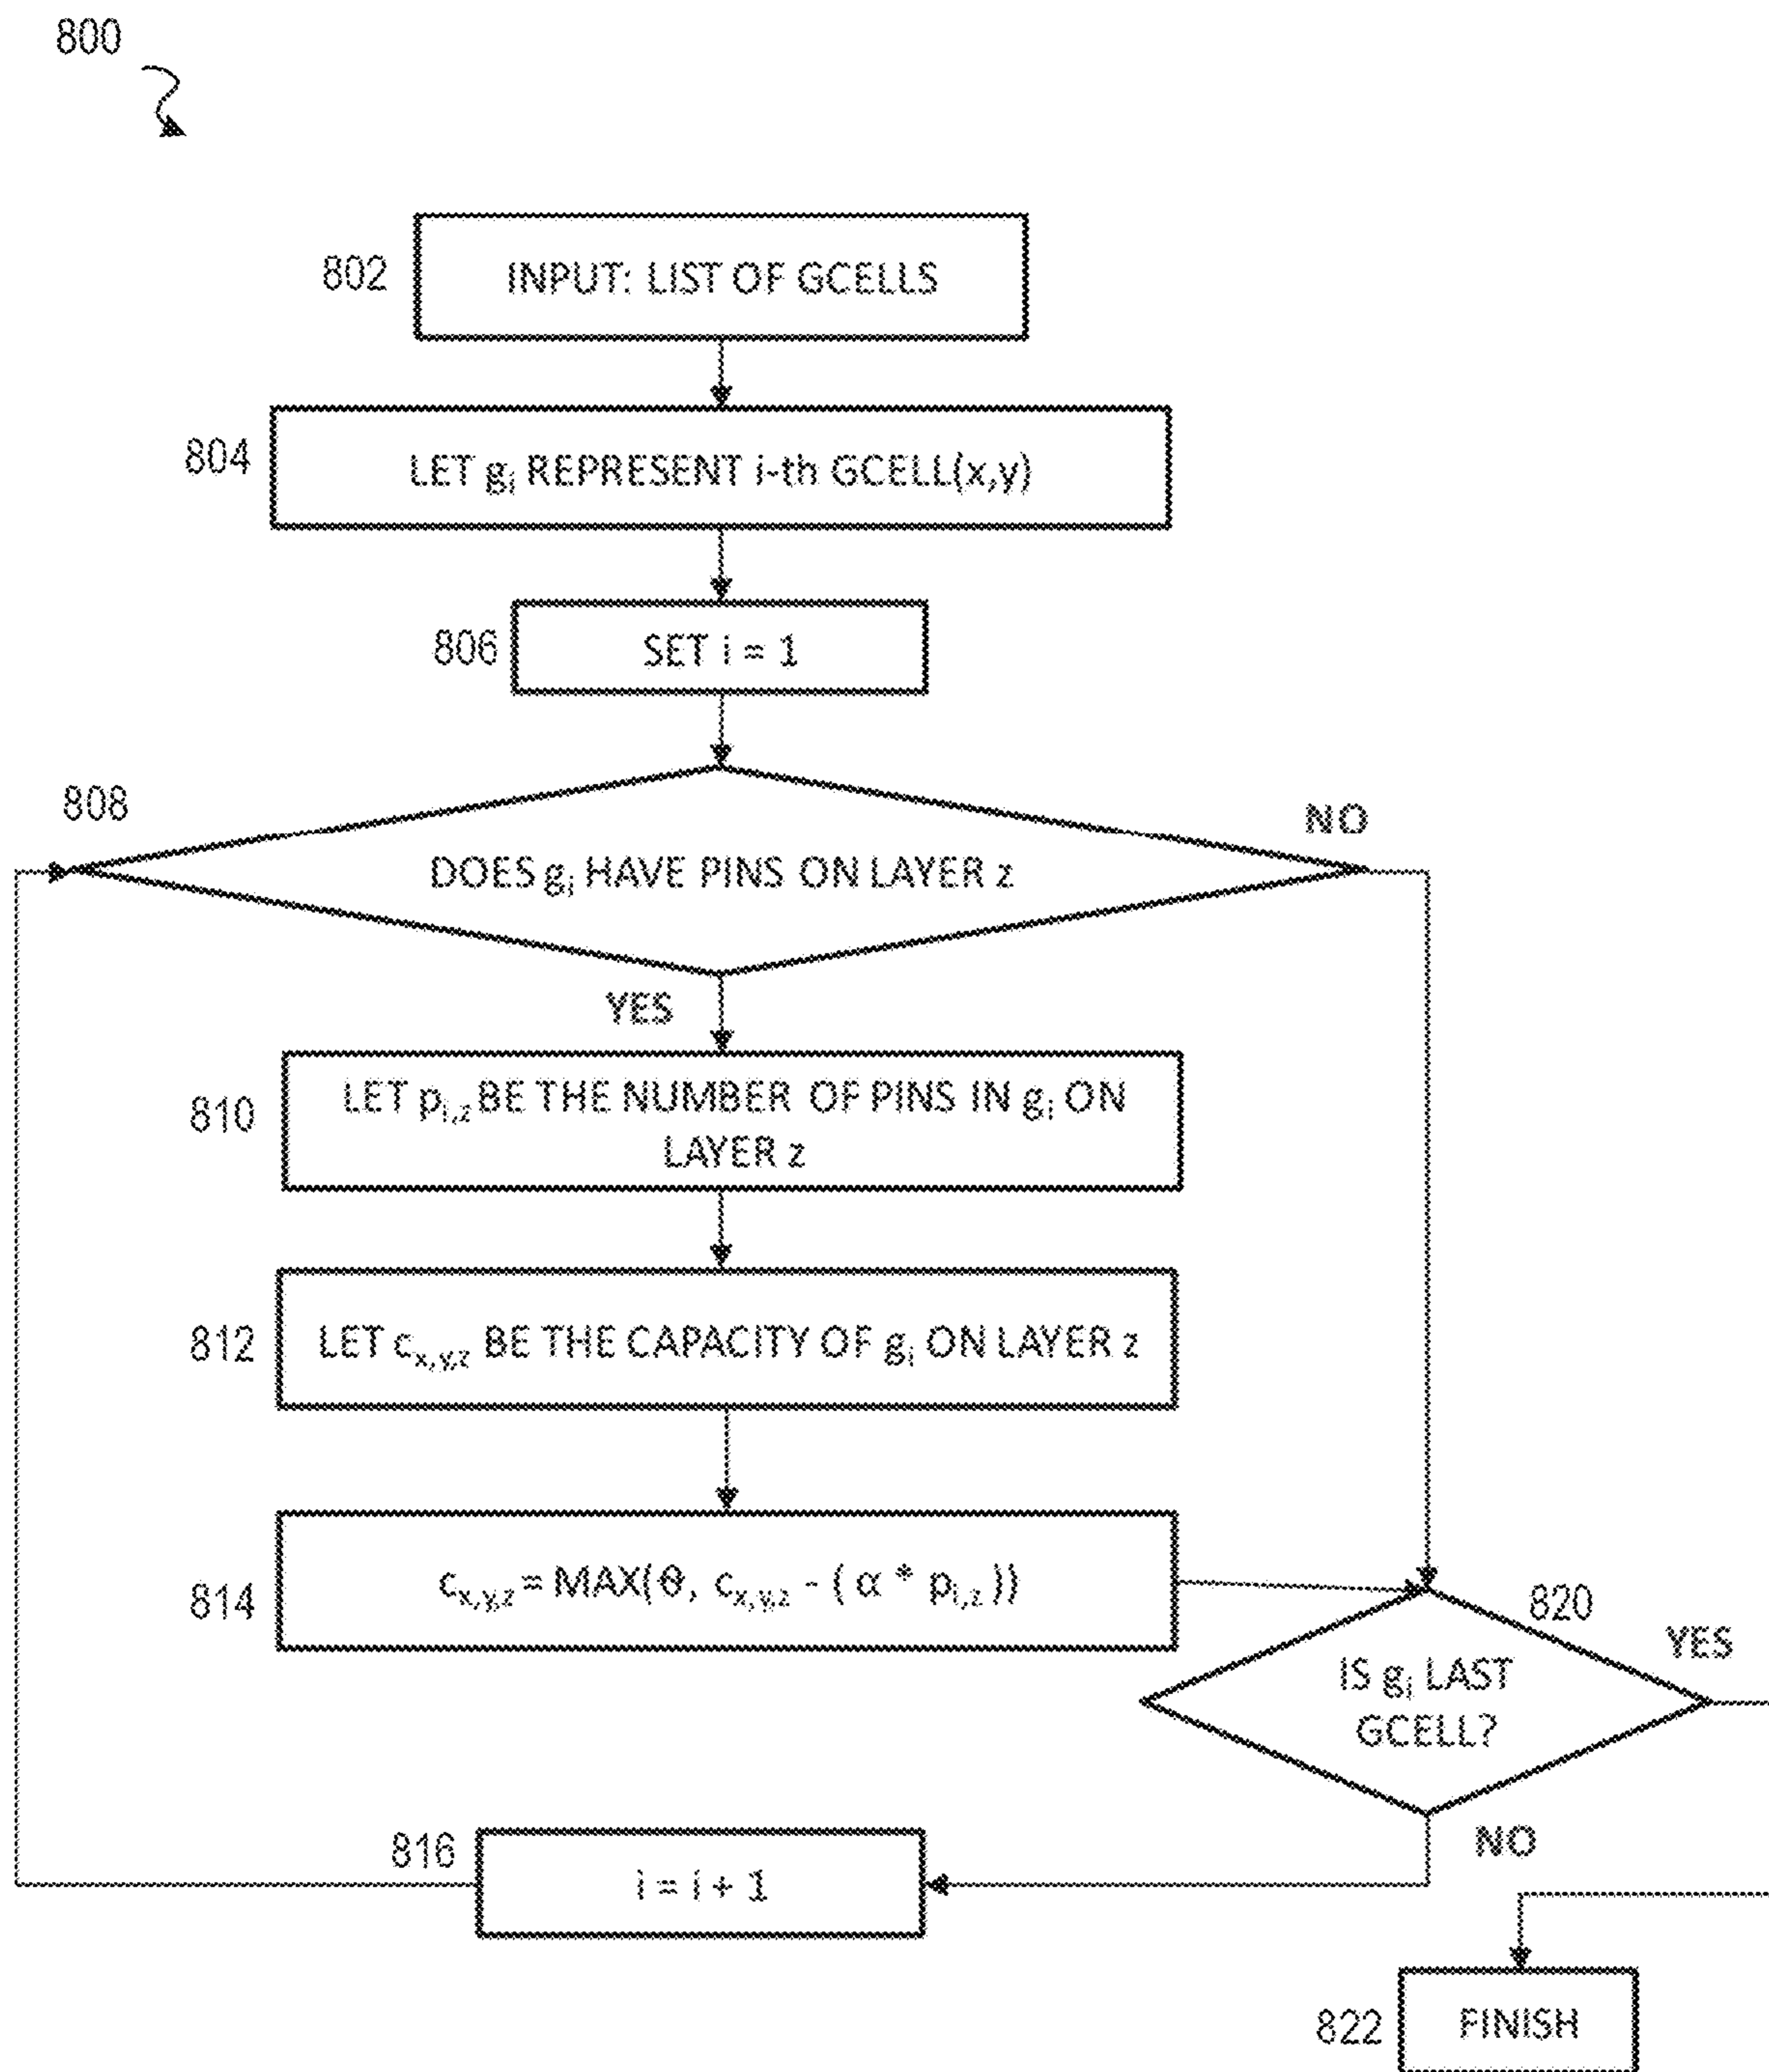 800
802
INPUT: LIST OF GCELLS
804
LET gᵢ REPRESENT i-th GCELL(x,y)
806
SET i = 1
808
DOES gᵢ HAVE PINS ON LAYER z
NO
YES
810
LET pᵢ,z BE THE NUMBER OF PINS IN gᵢ ON
LAYER z
812
LET cx,y,z BE THE CAPACITY OF gᵢ ON LAYER z
814
cx,y,z = MAX(θ, cx,y,z - ( α * pᵢ,z ))
820
YES
IS gᵢ LAST
GCELL?
NO
816
i = i + 1
822
FINISH